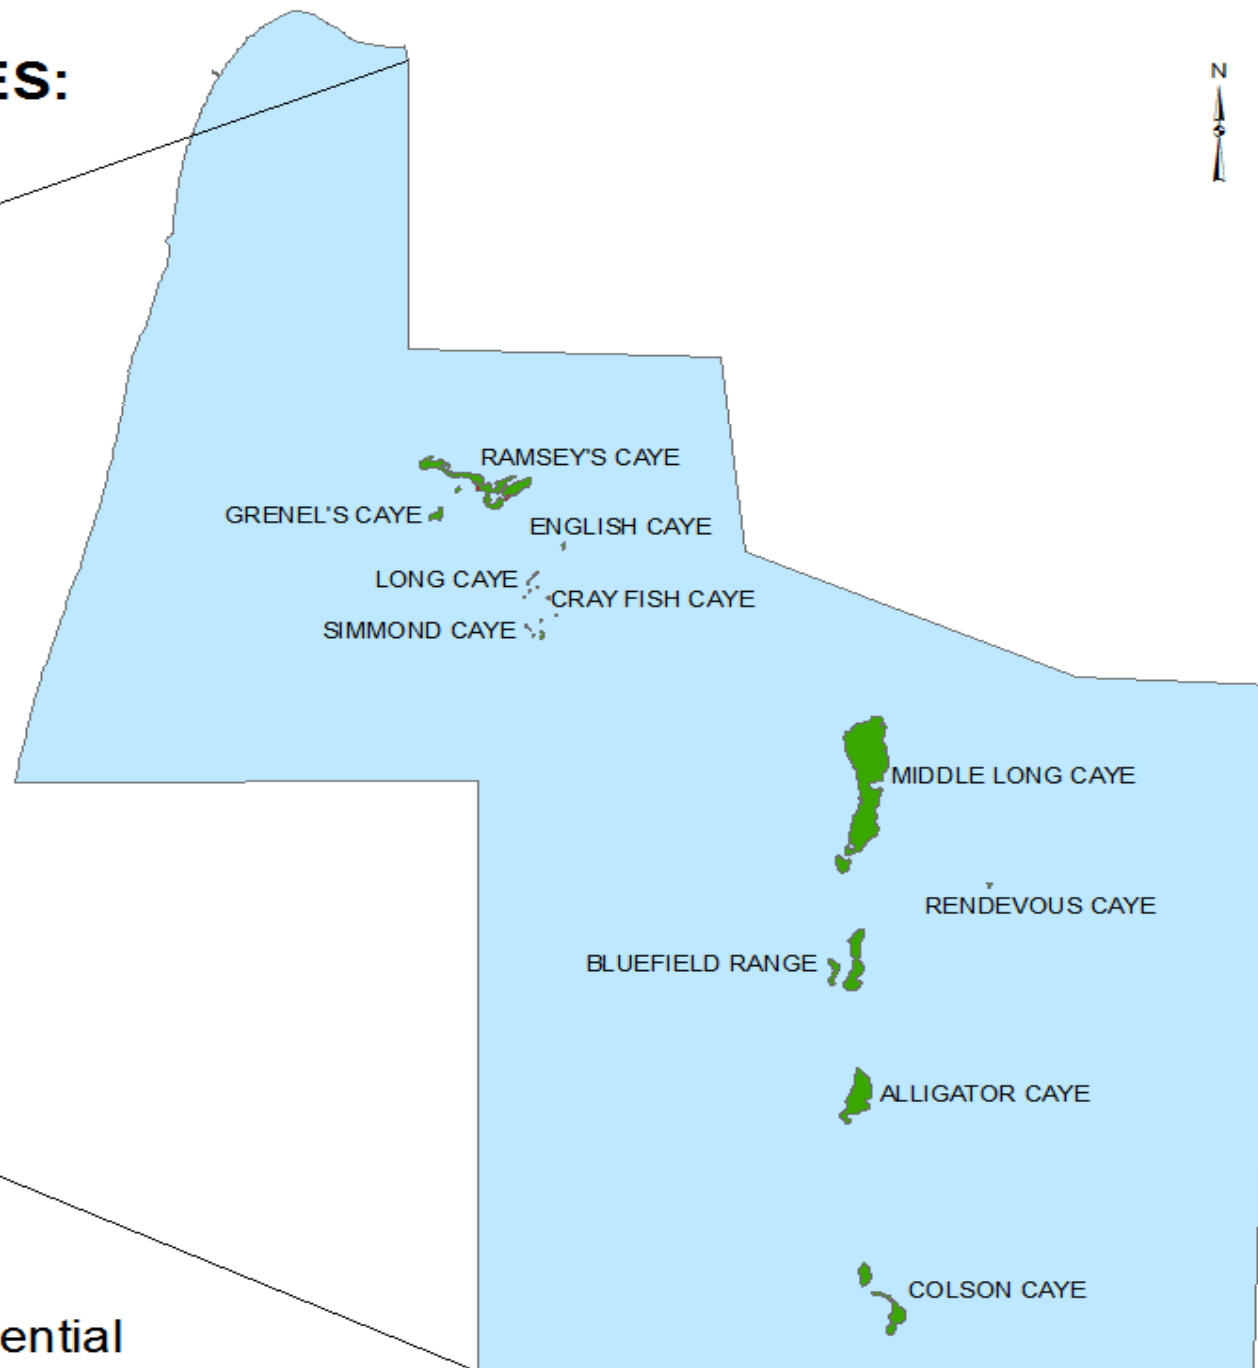 ES:
N
RAMSEY'S CAYE
GRENEL'S CAYE
ENGLISH CAYE
LONG CAYE
CRAY FISH CAYE
SIMMOND CAYE
MIDDLE LONG CAYE
RENDEVOUS CAYE
BLUEFIELD RANGE
ALLIGATOR CAYE
COLSON CAYE
ential